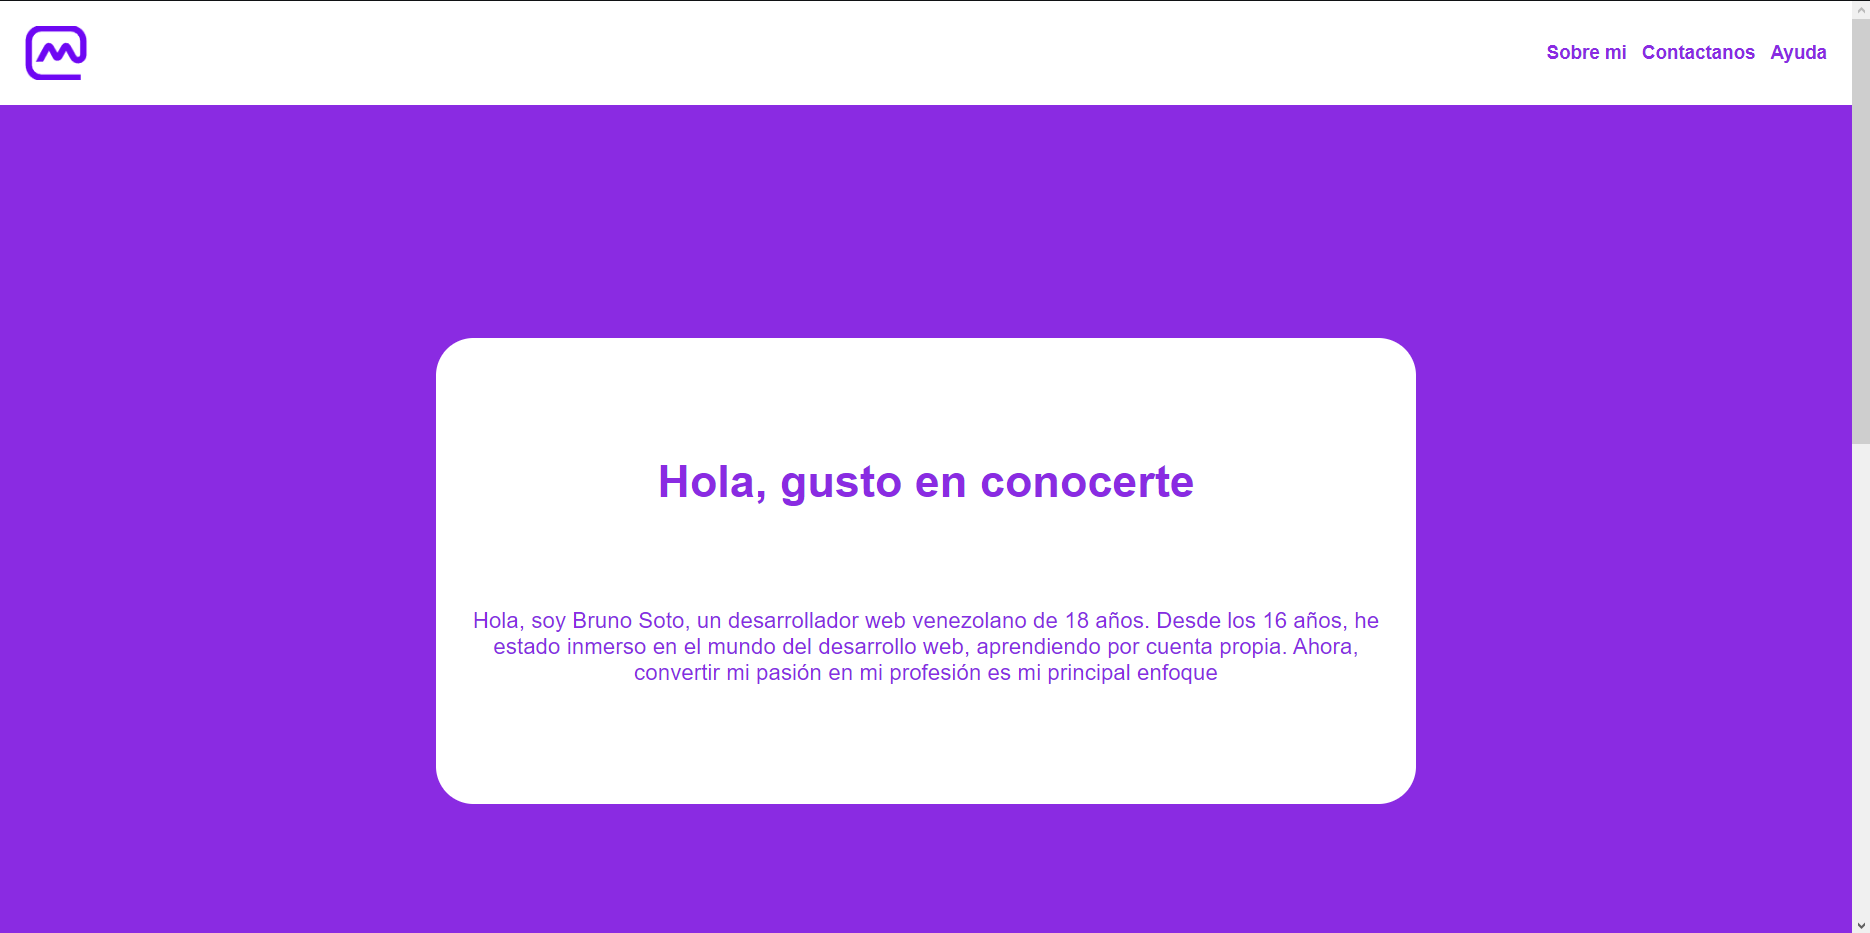 Sobre mi Contactanos Ayuda
Hola, gusto en conocerte
Hola, soy Bruno Soto, un desarrollador web venezolano de 18 años. Desde los 16 años, he
estado inmerso en el mundo del desarrollo web, aprendiendo por cuenta propia. Ahora,
convertir mi pasión en mi profesión es mi principal enfoque